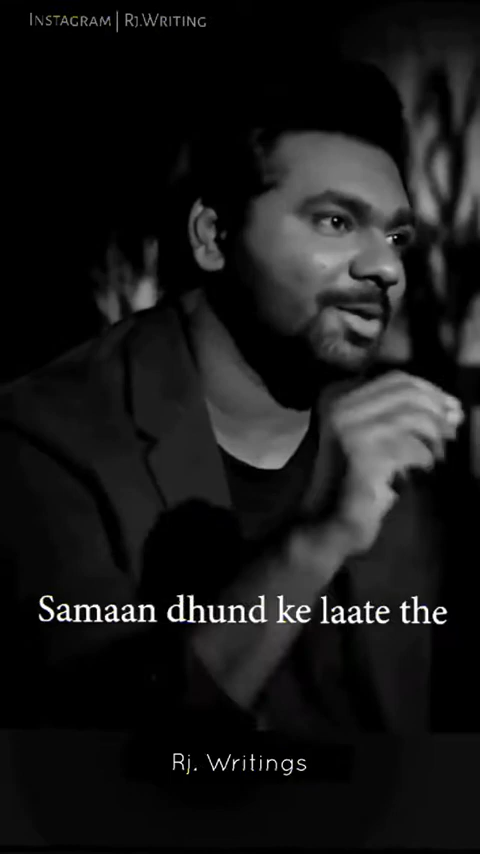 Instagram | Rj.Writing
Samaan dhund ke laate the
Rj. Writings